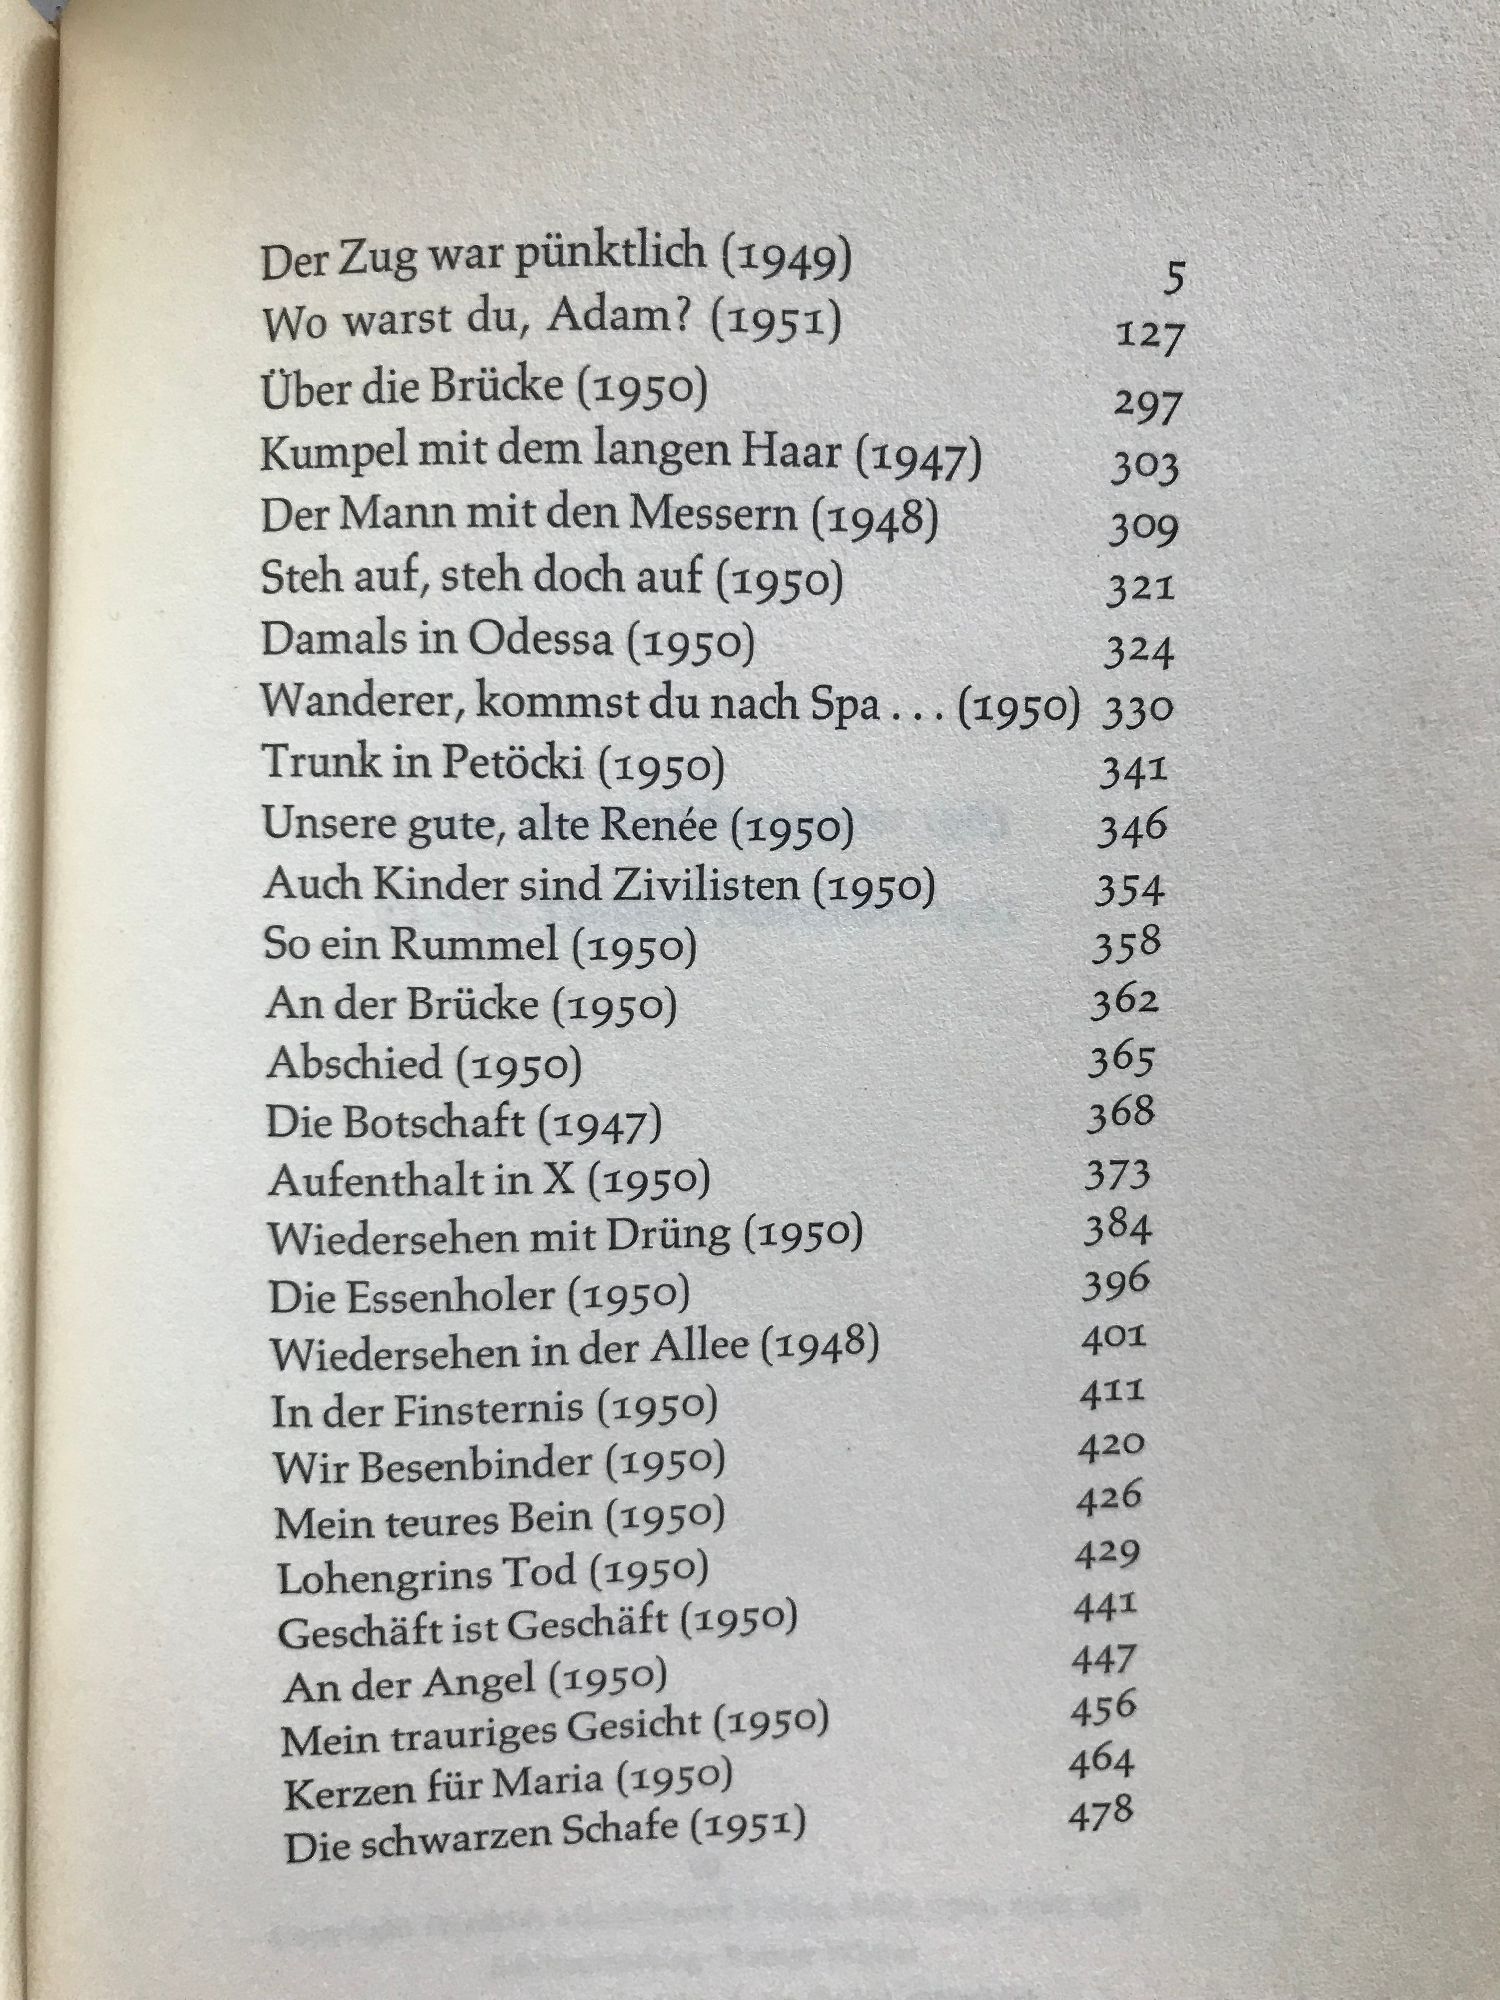 Der Zug war pünktlich (1949) 5
Wo warst du, Adam? (1951) 127
Über die Brücke (1950) 297
Kumpel mit dem langen Haar (1947) 303
Der Mann mit den Messern (1948) 309
Steh auf, steh doch auf (1950) 321
Damals in Odessa (1950) 324
Wanderer, kommst du nach Spa . . . (1950) 330
Trunk in Petöcki (1950) 341
Unsere gute, alte Renée (1950) 346
Auch Kinder sind Zivilisten (1950) 354
So ein Rummel (1950) 358
An der Brücke (1950) 362
Abschied (1950) 365
Die Botschaft (1947) 368
Aufenthalt in X (1950) 373
Wiedersehen mit Drüng (1950) 384
Die Essenholer (1950) 396
Wiedersehen in der Allee (1948) 401
In der Finsternis (1950) 411
Wir Besenbinder (1950) 420
Mein teures Bein (1950) 426
Lohengrins Tod (1950) 429
Geschäft ist Geschäft (1950) 441
An der Angel (1950) 447
Mein trauriges Gesicht (1950) 456
Kerzen für Maria (1950) 464
Die schwarzen Schafe (1951) 478